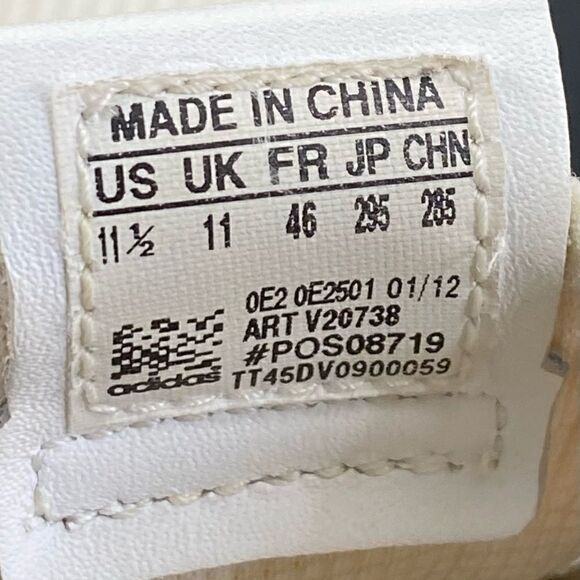 MADE IN CHINA
US UK FR JP CHN
11½ 11 46 295 285
0E2 0E2501 01/12
ART V20738
#POS08719
adidas TT45DV0900059